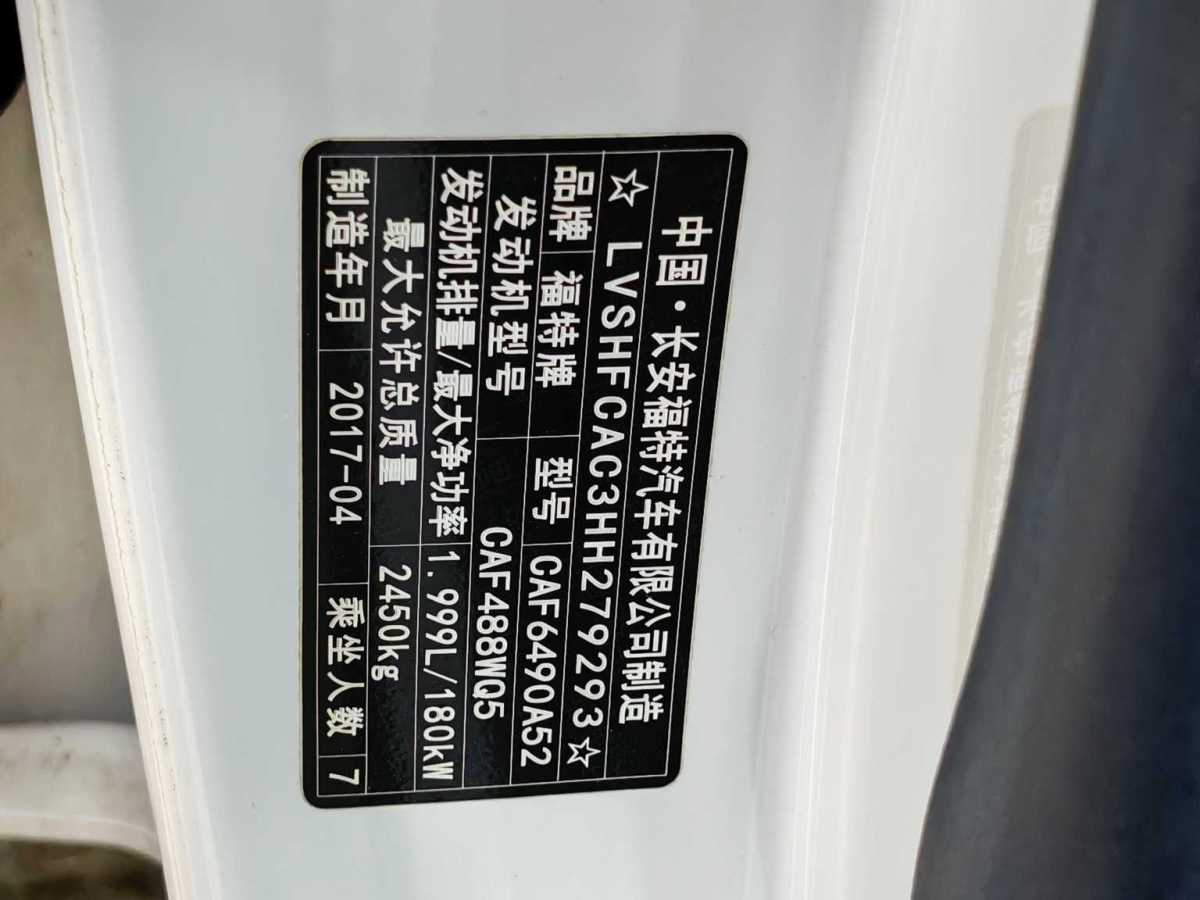 中国·长安福特汽车有限公司制造
☆ LVSHFCAC3HH279293☆
品牌 福特牌 型号 CAF6490A52
发动机型号 CAF488WQ5
发动机排量/最大净功率 1.999L/180kW
最大允许总质量 2450kg
制造年月 2017-04 乘坐人数 7